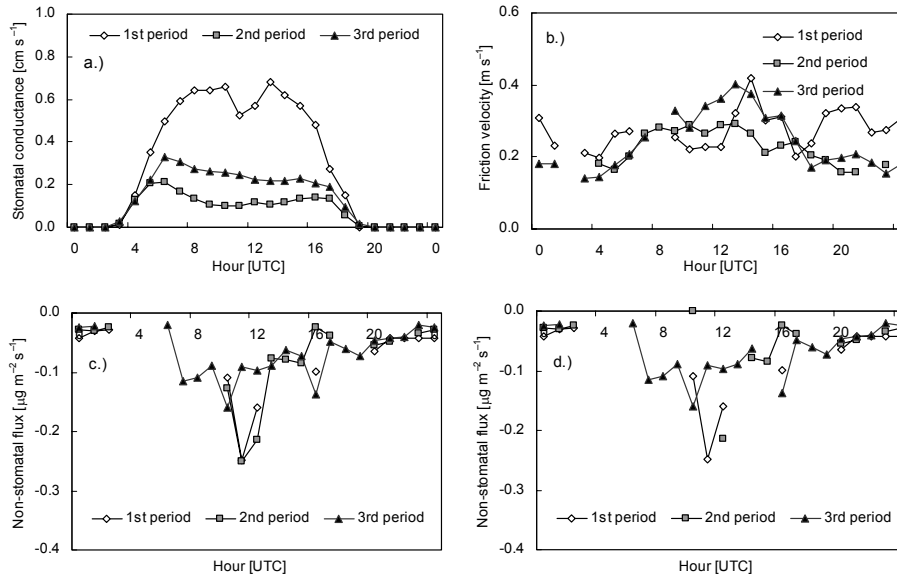 Stomatal conductance [cm s⁻¹]
1.0
0.8
0.6
0.4
0.2
0.0
1st period 2nd period 3rd period
a.)
0 4 8 12 16 20 0
Hour [UTC]
Friction velocity [m s⁻¹]
0.6
0.4
0.2
0.0
b.)
1st period
2nd period
3rd period
0 4 8 12 16 20
Hour [UTC]
Non-stomatal flux [µg m⁻² s⁻¹]
0.0
-0.1
-0.2
-0.3
-0.4
4 8 12 16 20
c.)
1st period 2nd period 3rd period
Hour [UTC]
Non-stomatal flux [µg m⁻² s⁻¹]
0.0
-0.1
-0.2
-0.3
-0.4
4 8 12 16 20
d.)
1st period 2nd period 3rd period
Hour [UTC]